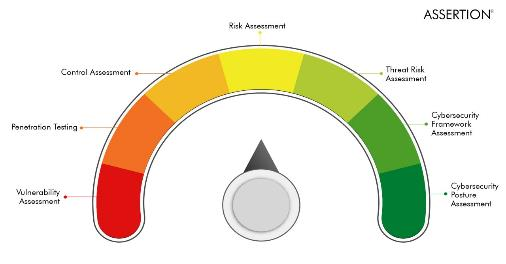 ASSERTION®
Risk Assessment
Control Assessment
Threat Risk
Assessment
Penetration Testing
Cybersecurity
Framework
Assessment
Vulnerability
Assessment
Cybersecurity
Posture
Assessment